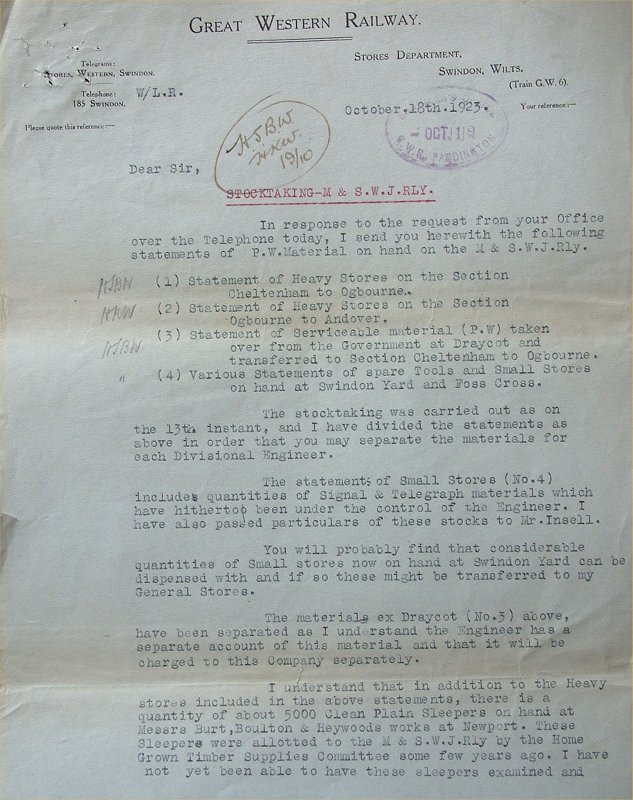 GREAT WESTERN RAILWAY.
Telegrams:
STORES, WESTERN, SWINDON.
Telephone:
185 SWINDON.
W/L.R.
STORES DEPARTMENT,
SWINDON, WILTS.
(Train G.W. 6).
October.18th.1923.
Your reference:—
Please quote this reference:—
HJBW
HKW
19/10
- OCT/19
G.W.R. PADDINGTON
Dear Sir,
STOCKTAKING-M & S.W.J.RLY.
In response to the request from your Office
over the Telephone today, I send you herewith the following
statements of P.W.Material on hand on the M & S.W.J.Rly.
HJBW (1) Statement of Heavy Stores on the Section
Cheltenham to Ogbourne.
HKW (2) Statement of Heavy Stores on the Section
Ogbourne to Andover.
HJBW (3) Statement of Serviceable material (P.W) taken
over from the Government at Draycot and
transferred to Section Cheltenham to Ogbourne.
" (4) Various Statements of spare Tools and Small Stores
on hand at Swindon Yard and Foss Cross.
The stocktaking was carried out as on
the 13th instant, and I have divided the statements as
above in order that you may separate the materials for
each Divisional Engineer.
The statements of Small Stores (No.4)
includes quantities of Signal & Telegraph materials which
have hitherto been under the control of the Engineer. I
have also passed particulars of these stocks to Mr.Insell.
You will probably find that considerable
quantities of Small stores now on hand at Swindon Yard can be
dispensed with and if so these might be transferred to my
General Stores.
The materials ex Draycot (No.3) above,
have been separated as I understand the Engineer has a
separate account of this material and that it will be
charged to this Company separately.
I understand that in addition to the Heavy
stores included in the above statements, there is a
quantity of about 5000 Clean Plain Sleepers on hand at
Messrs Burt,Boulton & Heywoods works at Newport. These
Sleepers were allotted to the M & S.W.J.Rly by the Home
Grown Timber Supplies Committee some few years ago. I have
not yet been able to have these sleepers examined and